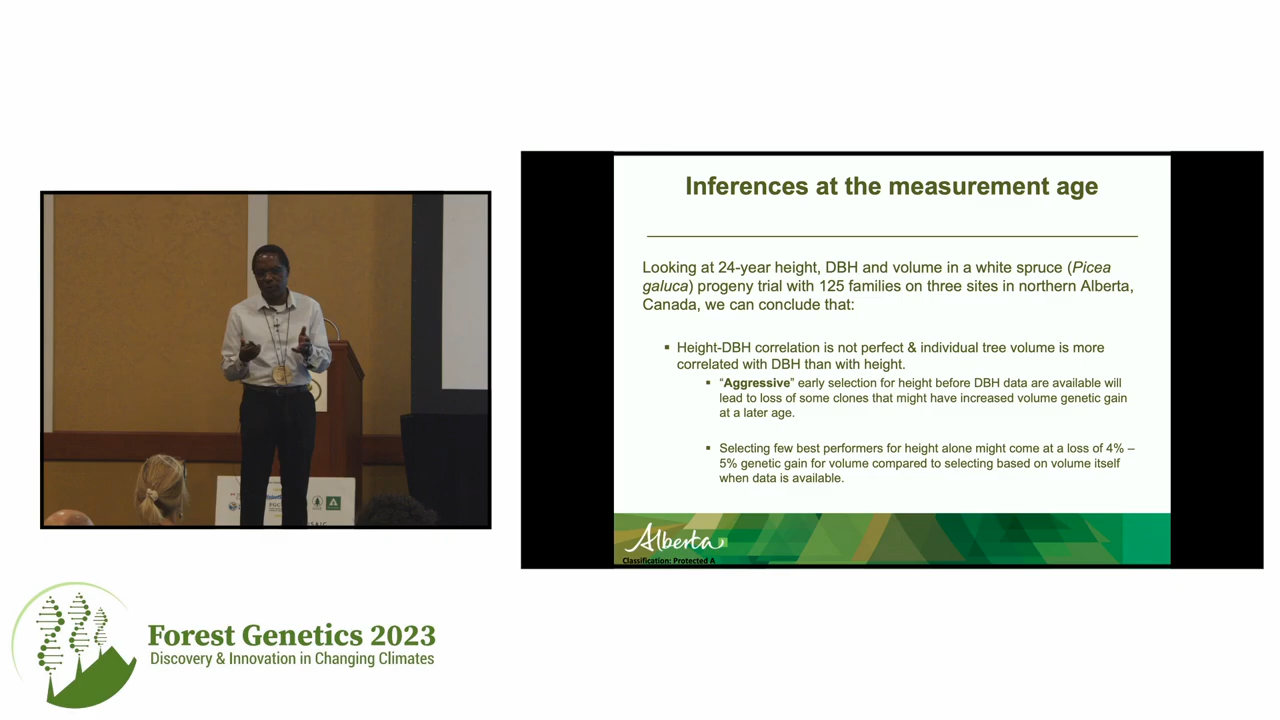 Inferences at the measurement age
Looking at 24-year height, DBH and volume in a white spruce (Picea
galuca) progeny trial with 125 families on three sites in northern Alberta,
Canada, we can conclude that:
▪ Height-DBH correlation is not perfect & individual tree volume is more
correlated with DBH than with height.
▪ “Aggressive” early selection for height before DBH data are available will
lead to loss of some clones that might have increased volume genetic gain
at a later age.
▪ Selecting few best performers for height alone might come at a loss of 4% –
5% genetic gain for volume compared to selecting based on volume itself
when data is available.
Alberta
Classification: Protected A
Forest Genetics 2023
Discovery & Innovation in Changing Climates